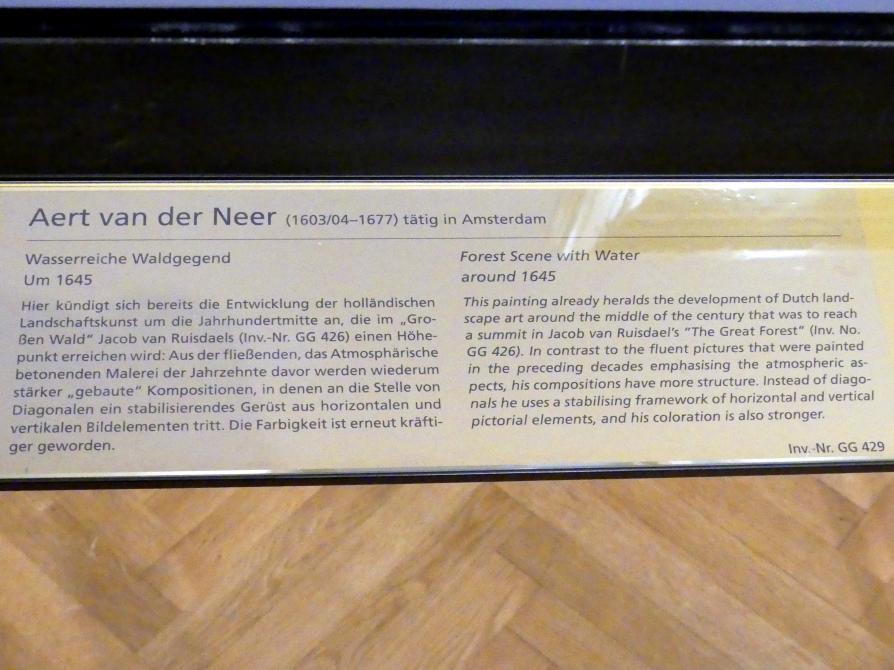 Aert van der Neer (1603/04–1677) tätig in Amsterdam
Wasserreiche Waldgegend
Um 1645
Hier kündigt sich bereits die Entwicklung der holländischen
Landschaftskunst um die Jahrhundertmitte an, die im „Gro-
ßen Wald“ Jacob van Ruisdaels (Inv.-Nr. GG 426) einen Höhe-
punkt erreichen wird: Aus der fließenden, das Atmosphärische
betonenden Malerei der Jahrzehnte davor werden wiederum
stärker „gebaute“ Kompositionen, in denen an die Stelle von
Diagonalen ein stabilisierendes Gerüst aus horizontalen und
vertikalen Bildelementen tritt. Die Farbigkeit ist erneut kräfti-
ger geworden.
Forest Scene with Water
around 1645
This painting already heralds the development of Dutch land-
scape art around the middle of the century that was to reach
a summit in Jacob van Ruisdael's "The Great Forest" (Inv. No.
GG 426). In contrast to the fluent pictures that were painted
in the preceding decades emphasising the atmospheric as-
pects, his compositions have more structure. Instead of diago-
nals he uses a stabilising framework of horizontal and vertical
pictorial elements, and his coloration is also stronger.
Inv.-Nr. GG 429